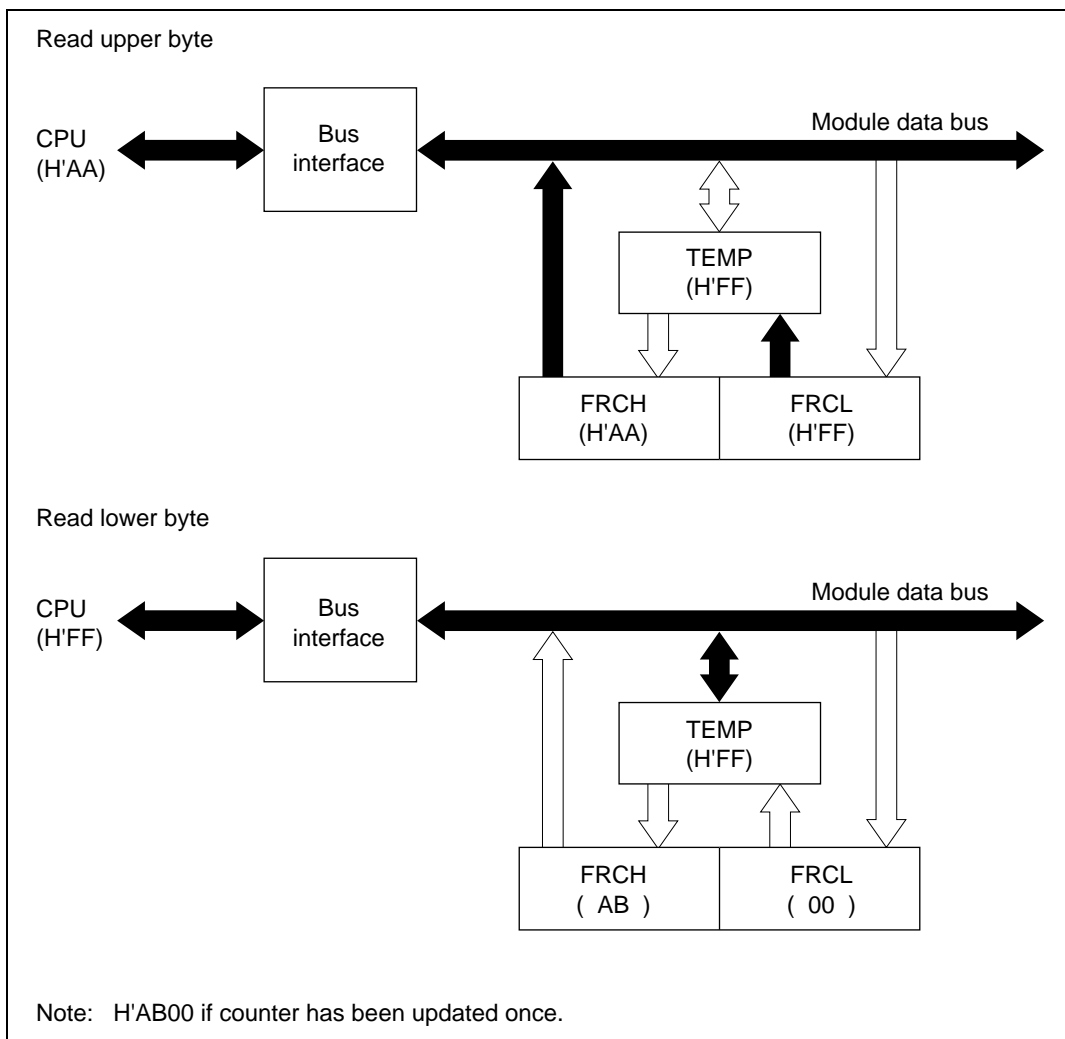 Read upper byte
CPU
(H'AA)
Bus
interface
Module data bus
TEMP
(H'FF)
FRCH
(H'AA)
FRCL
(H'FF)
Read lower byte
CPU
(H'FF)
Bus
interface
Module data bus
TEMP
(H'FF)
FRCH
( AB )
FRCL
( 00 )
Note: H'AB00 if counter has been updated once.